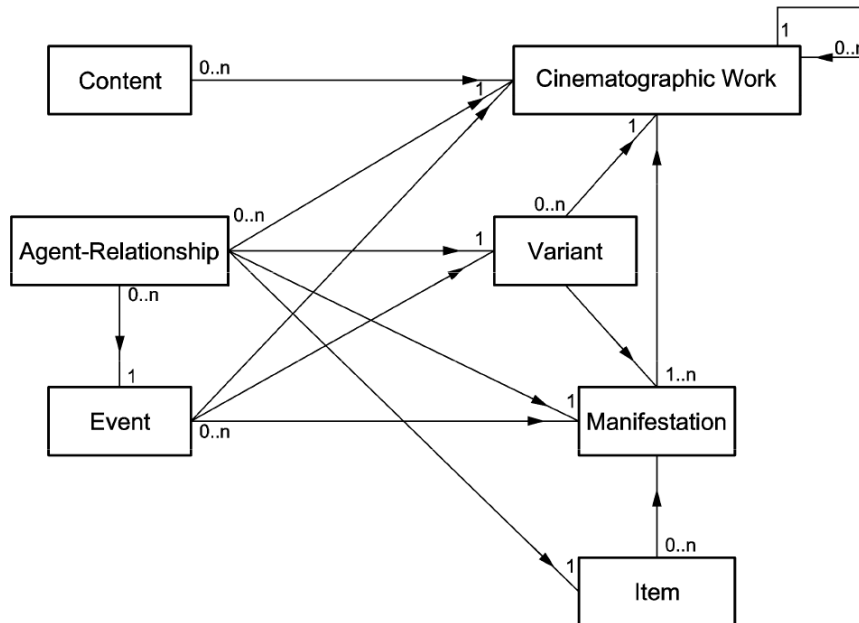 1
0..n
Content
0..n
Cinematographic Work
1
1
0..n
0..n
Agent-Relationship
1
Variant
0..n
1
1
1..n
Event
0..n
Manifestation
1
0..n
Item